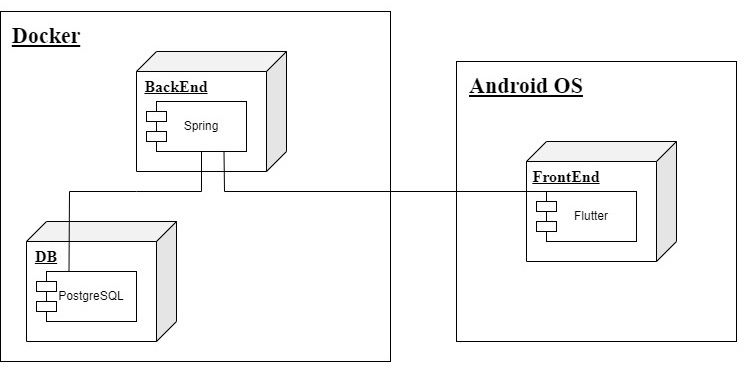 Docker
BackEnd
Spring
DB
PostgreSQL
Android OS
FrontEnd
Flutter